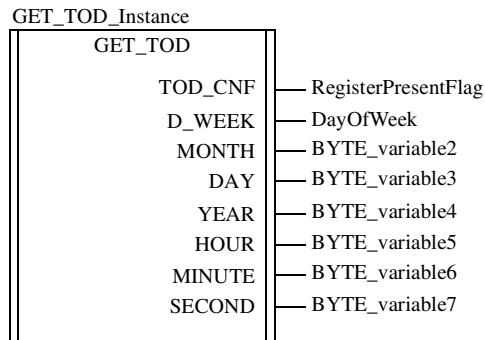 GET_TOD_Instance
GET_TOD
TOD_CNF RegisterPresentFlag
D_WEEK DayOfWeek
MONTH BYTE_variable2
DAY BYTE_variable3
YEAR BYTE_variable4
HOUR BYTE_variable5
MINUTE BYTE_variable6
SECOND BYTE_variable7